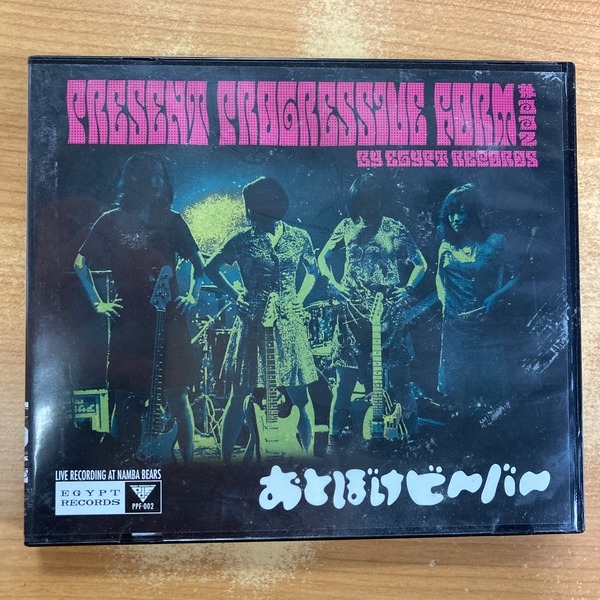 PRESENT PROGRESSIVE FORM
#002
BY EGYPT RECORDS
LIVE RECORDING AT NAMBA BEARS
EGYPT
RECORDS
PPF-002
おとぼけビ〜バ〜